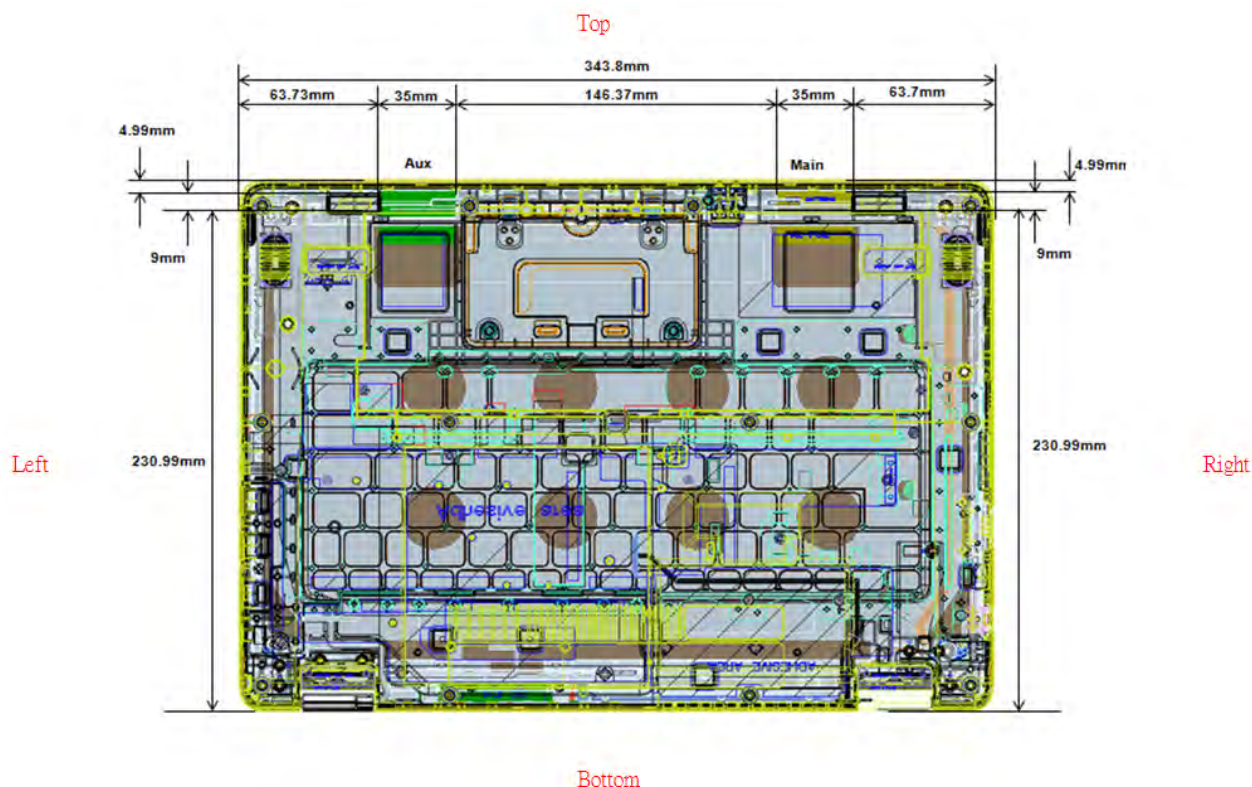 Top
343.8mm
63.73mm 35mm 146.37mm 35mm 63.7mm
4.99mm Aux Main 4.99mm
9mm 9mm
Left 230.99mm 230.99mm Right
Adhesive area
ADHESIVE AREA
Bottom